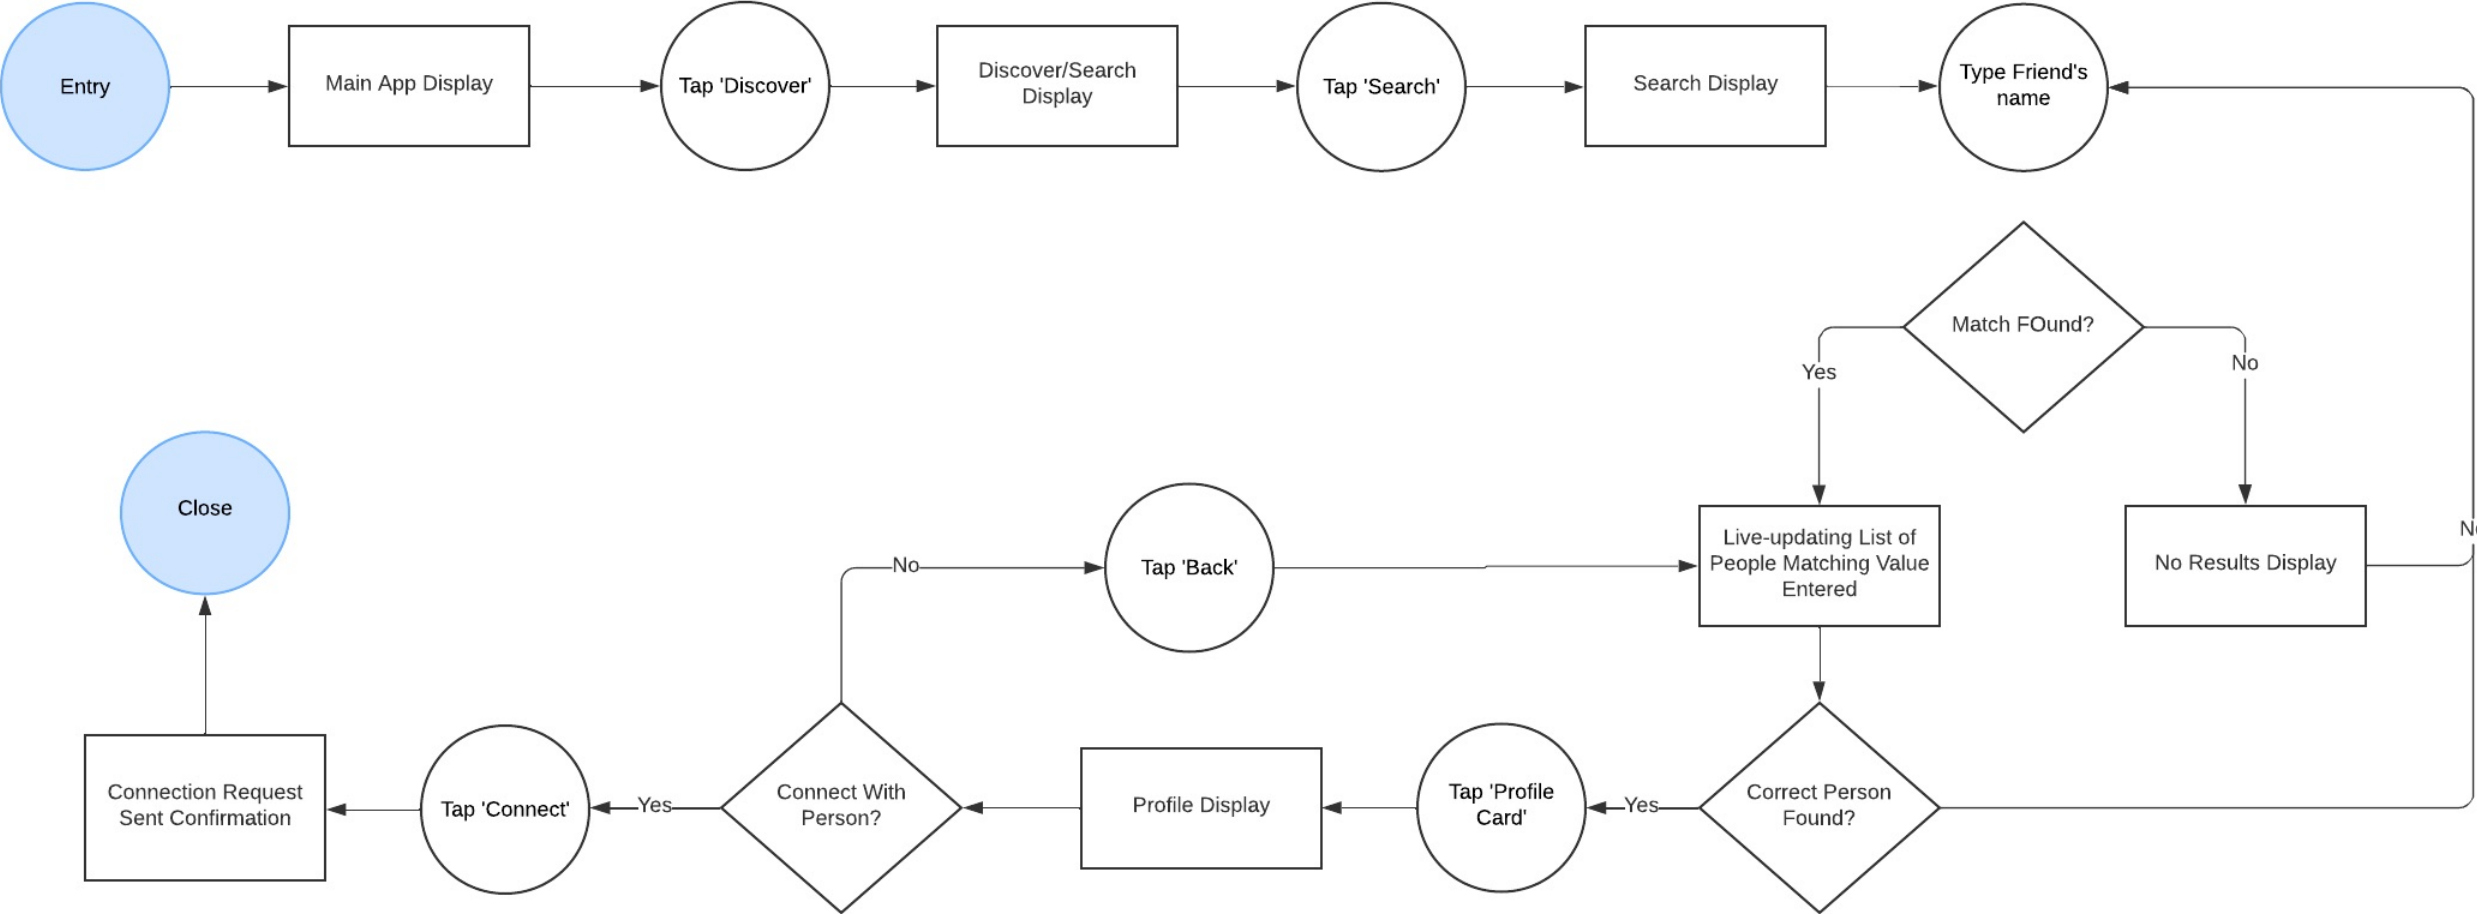 Entry
Main App Display
Tap 'Discover'
Discover/Search
Display
Tap 'Search'
Search Display
Type Friend's
name
Match FOund?
Yes
No
Close
No
Tap 'Back'
Live-updating List of
People Matching Value
Entered
No Results Display
Connection Request
Sent Confirmation
Tap 'Connect'
Yes
Connect With
Person?
Profile Display
Tap 'Profile
Card'
Yes
Correct Person
Found?